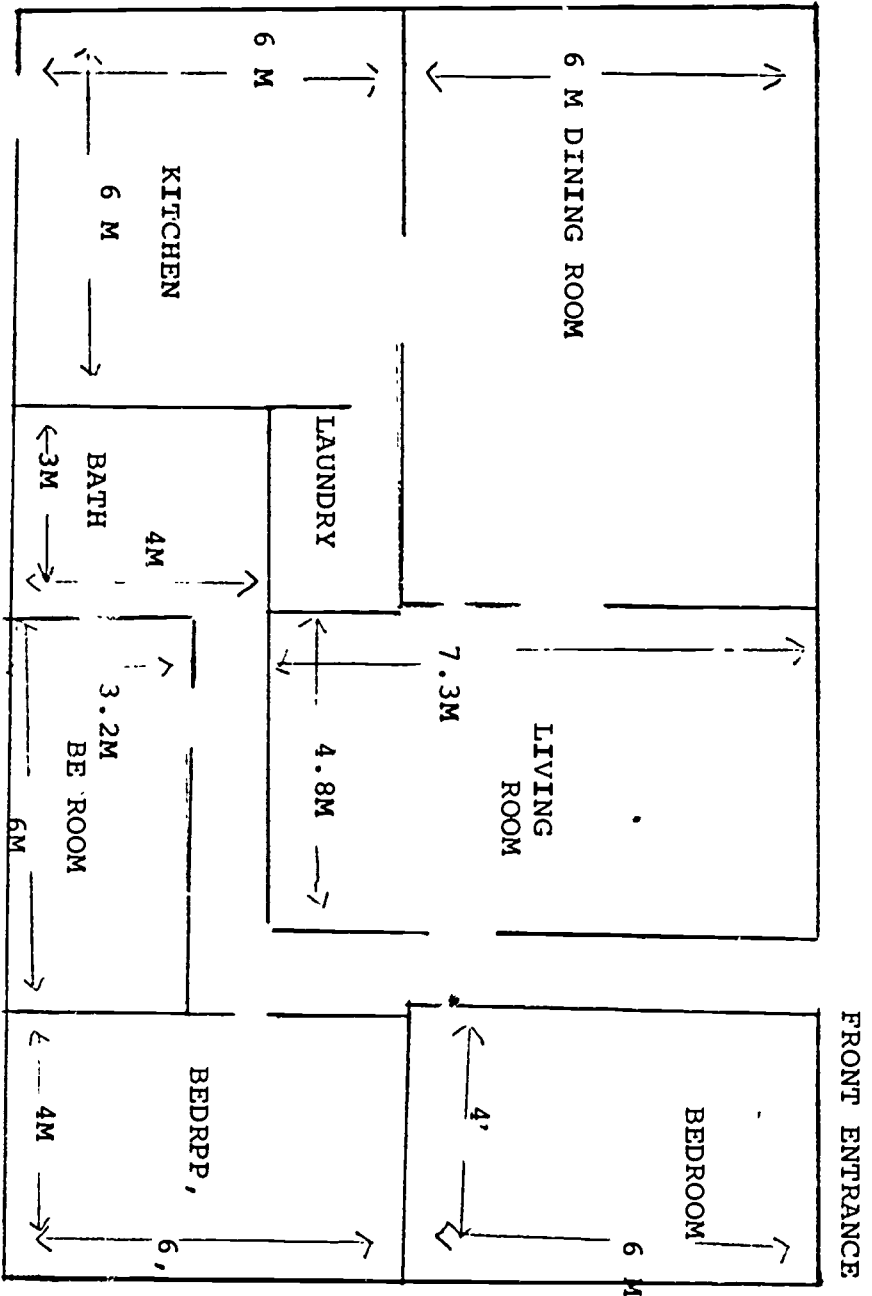 FRONT ENTRANCE
BEDROOM
6 M
6 M DINING ROOM
LIVING
ROOM
4'
7.3M
LAUNDRY
4.8M
6 M
BEDRPP,
KITCHEN
6,
4M
6 M
3.2M
BATH
BE ROOM
3M
4M
6M